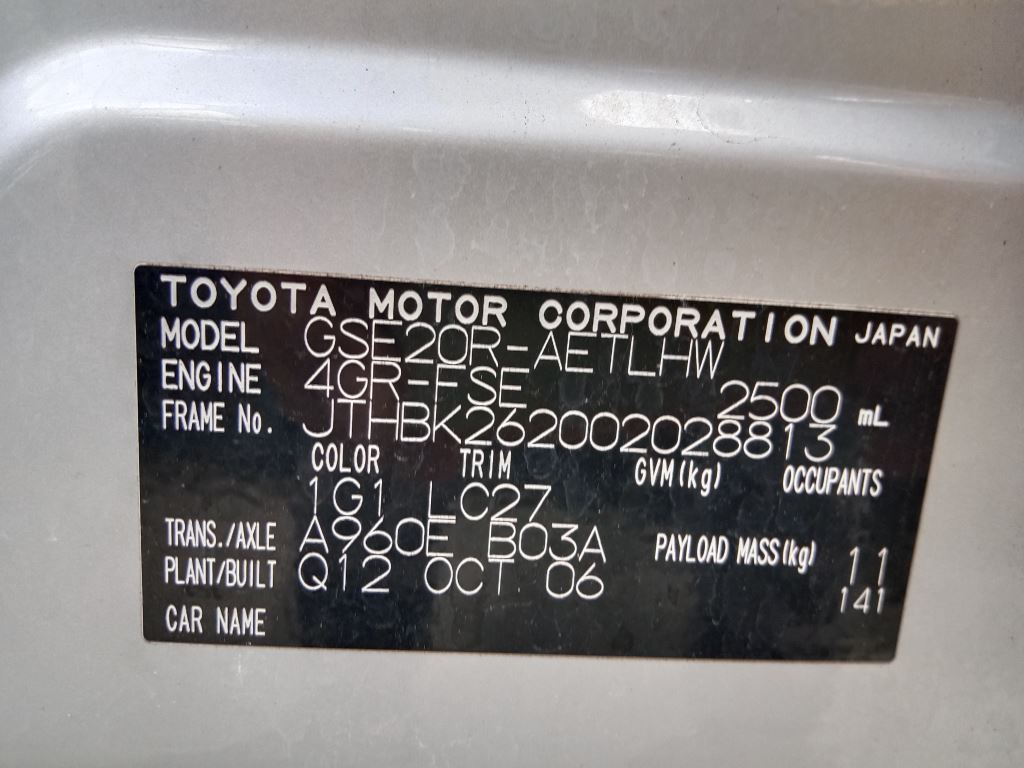 TOYOTA MOTOR CORPORATION JAPAN
MODEL GSE20R-AETLHW
ENGINE 4GR-FSE 2500 mL
FRAME No. JTHBK262002028813
COLOR TRIM GVM(kg) OCCUPANTS
1G1 LC27
TRANS./AXLE A960E B03A PAYLOAD MASS(kg) 11
PLANT/BUILT Q12 OCT 06 141
CAR NAME